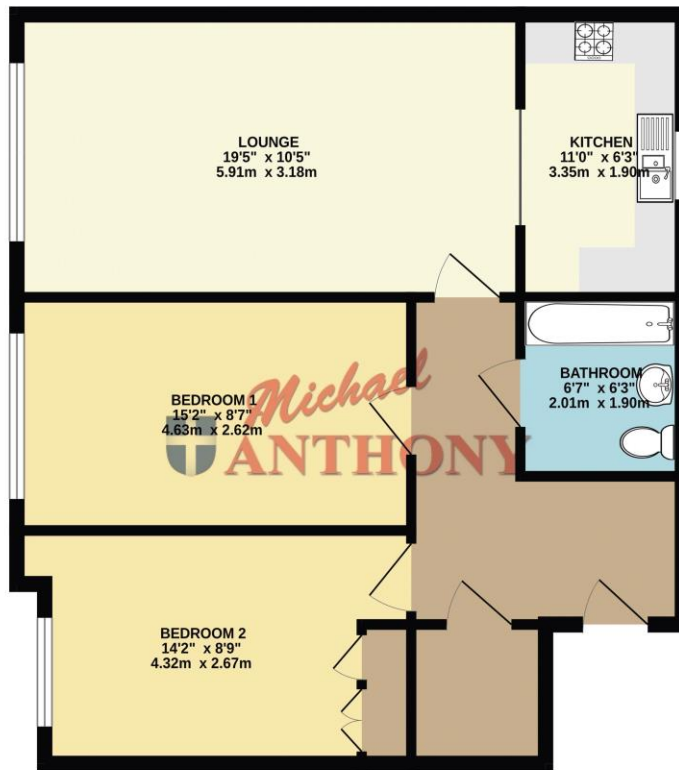 LOUNGE
19'5" x 10'5"
5.91m x 3.18m
KITCHEN
11'0" x 6'3"
3.35m x 1.90m
BEDROOM 1
15'2" x 8'7"
4.63m x 2.62m
BATHROOM
6'7" x 6'3"
2.01m x 1.90m
Michael
ANTHONY
BEDROOM 2
14'2" x 8'9"
4.32m x 2.67m